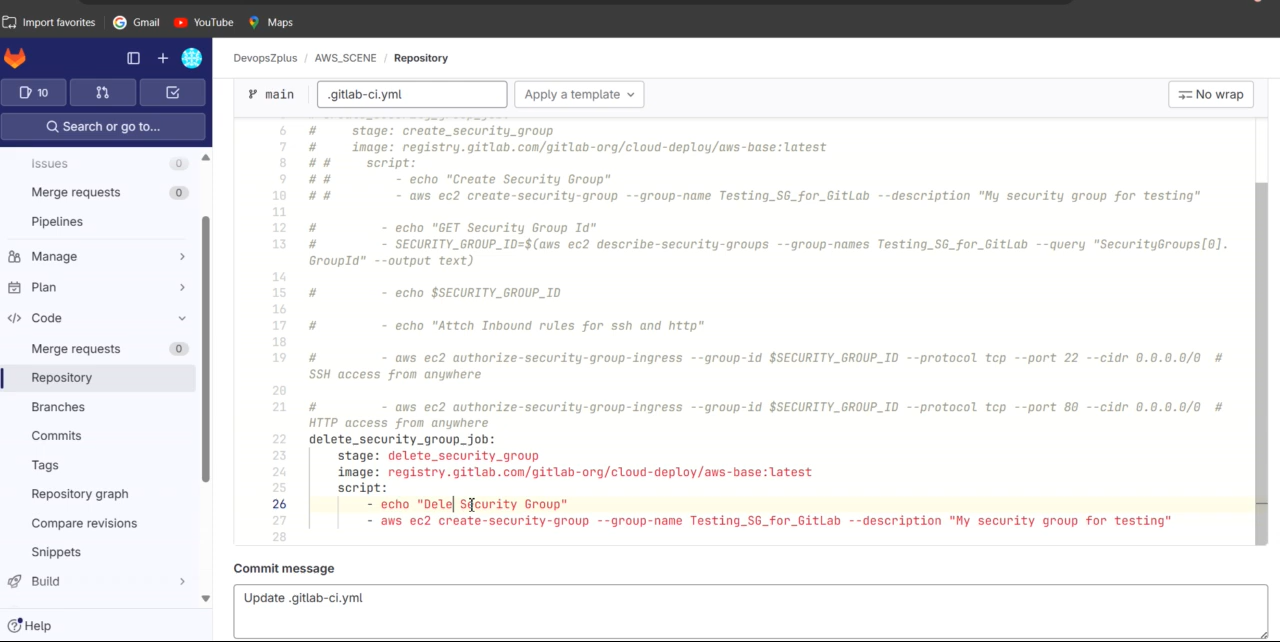 Import favorites
Gmail
YouTube
Maps
10
Search or go to...
Issues 0
Merge requests 0
Pipelines
Manage
Plan
Code
Merge requests 0
Repository
Branches
Commits
Tags
Repository graph
Compare revisions
Snippets
Build
Help
DevopsZplus / AWS_SCENE / Repository
main
.gitlab-ci.yml
Apply a template
No wrap
6 #     stage: create_security_group
7 #     image: registry.gitlab.com/gitlab-org/cloud-deploy/aws-base:latest
8 # #     script:
9 # #         - echo "Create Security Group"
10 # #         - aws ec2 create-security-group --group-name Testing_SG_for_GitLab --description "My security group for testing"
11
12 #         - echo "GET Security Group Id"
13 #         - SECURITY_GROUP_ID=$(aws ec2 describe-security-groups --group-names Testing_SG_for_GitLab --query "SecurityGroups[0].
GroupId" --output text)
14
15 #         - echo $SECURITY_GROUP_ID
16
17 #         - echo "Attch Inbound rules for ssh and http"
18
19 #         - aws ec2 authorize-security-group-ingress --group-id $SECURITY_GROUP_ID --protocol tcp --port 22 --cidr 0.0.0.0/0  #
SSH access from anywhere
20
21 #         - aws ec2 authorize-security-group-ingress --group-id $SECURITY_GROUP_ID --protocol tcp --port 80 --cidr 0.0.0.0/0  #
HTTP access from anywhere
22 delete_security_group_job:
23     stage: delete_security_group
24     image: registry.gitlab.com/gitlab-org/cloud-deploy/aws-base:latest
25     script:
26         - echo "Dele Security Group"
27         - aws ec2 create-security-group --group-name Testing_SG_for_GitLab --description "My security group for testing"
28
Commit message
Update .gitlab-ci.yml